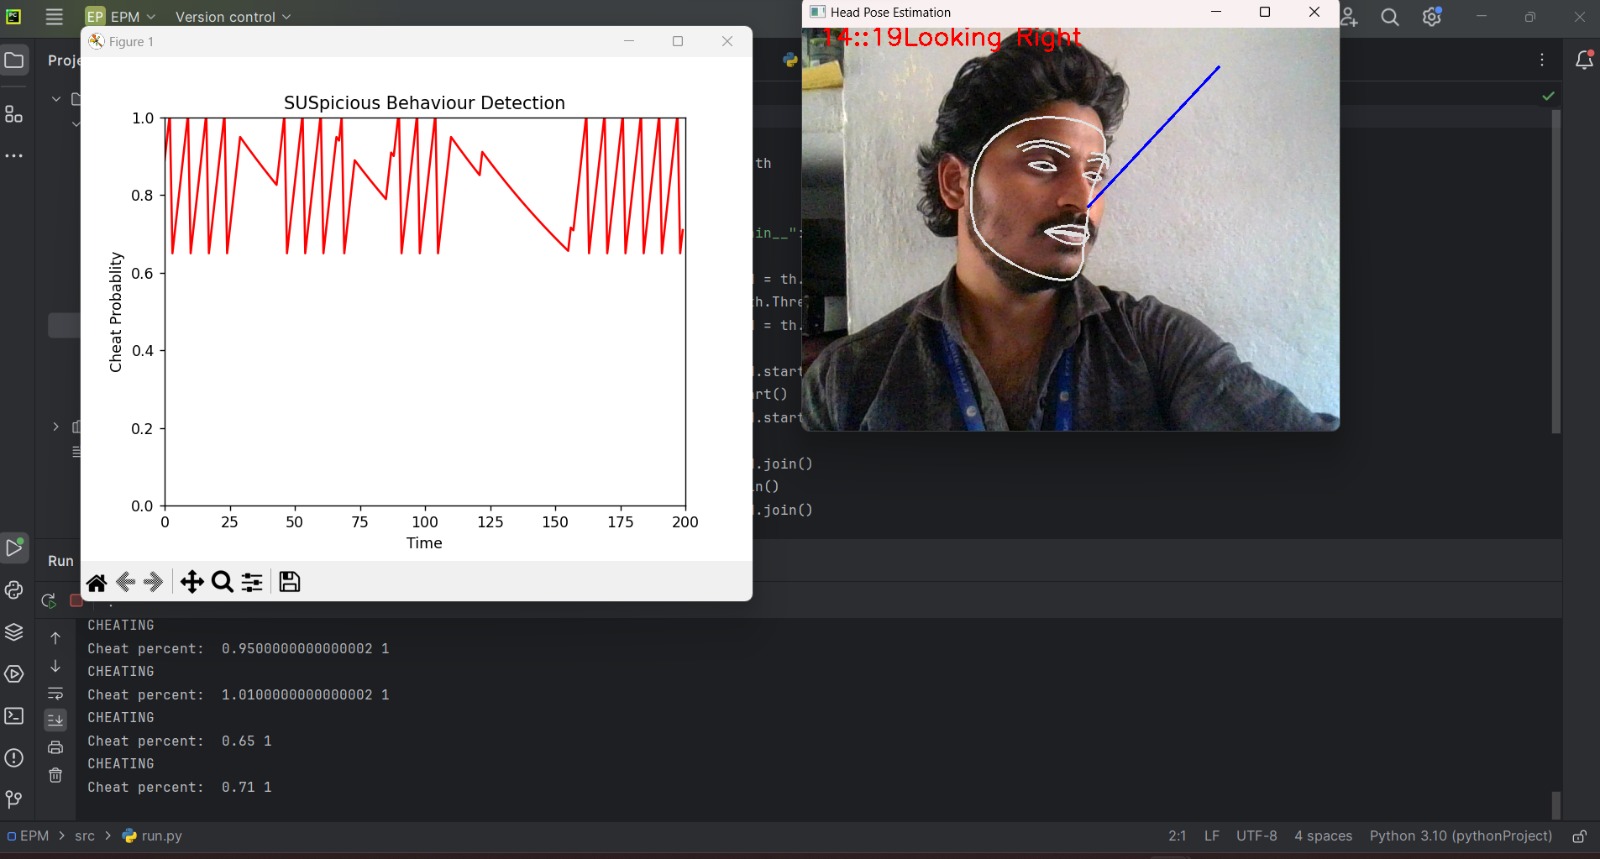 EP EPM Version control
Figure 1
Head Pose Estimation
Proje
14::19Looking Right
SUSpicious Behaviour Detection
1.0
0.8
0.6
0.4
0.2
0.0
Cheat Probablity
0 25 50 75 100 125 150 175 200
Time
th
in__":
= th.
th.Thre
= th.
.start
rt()
.start
.join()
n()
.join()
Run
CHEATING
Cheat percent: 0.9500000000000002 1
CHEATING
Cheat percent: 1.0100000000000002 1
CHEATING
Cheat percent: 0.65 1
CHEATING
Cheat percent: 0.71 1
EPM > src > run.py
2:1 LF UTF-8 4 spaces Python 3.10 (pythonProject)